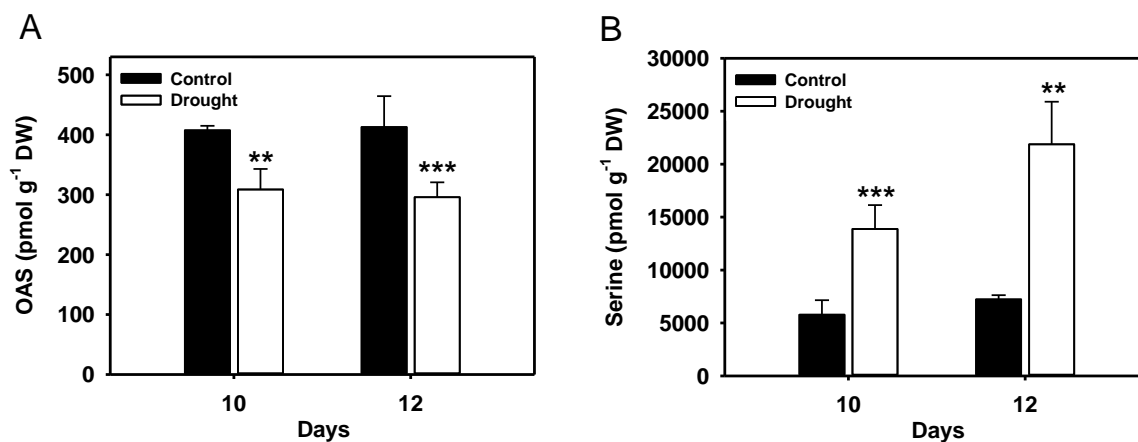 A
OAS (pmol g⁻¹ DW)
500
400
300
200
100
0
Control
Drought
**
***
10
12
Days
B
Serine (pmol g⁻¹ DW)
30000
25000
20000
15000
10000
5000
0
Control
Drought
***
**
10
12
Days